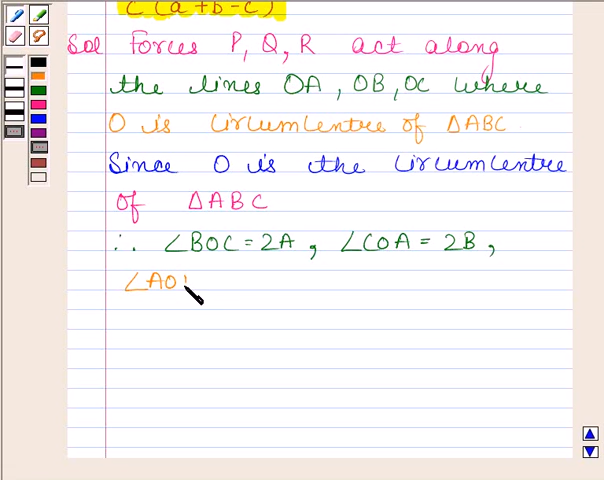 c (a+b-c)
Sol Forces P, Q, R act along
the lines OA, OB, OC where
O is circumcentre of ΔABC
Since O is the circumcentre
of ΔABC
∴ ∠BOC = 2A, ∠COA = 2B,
∠AO